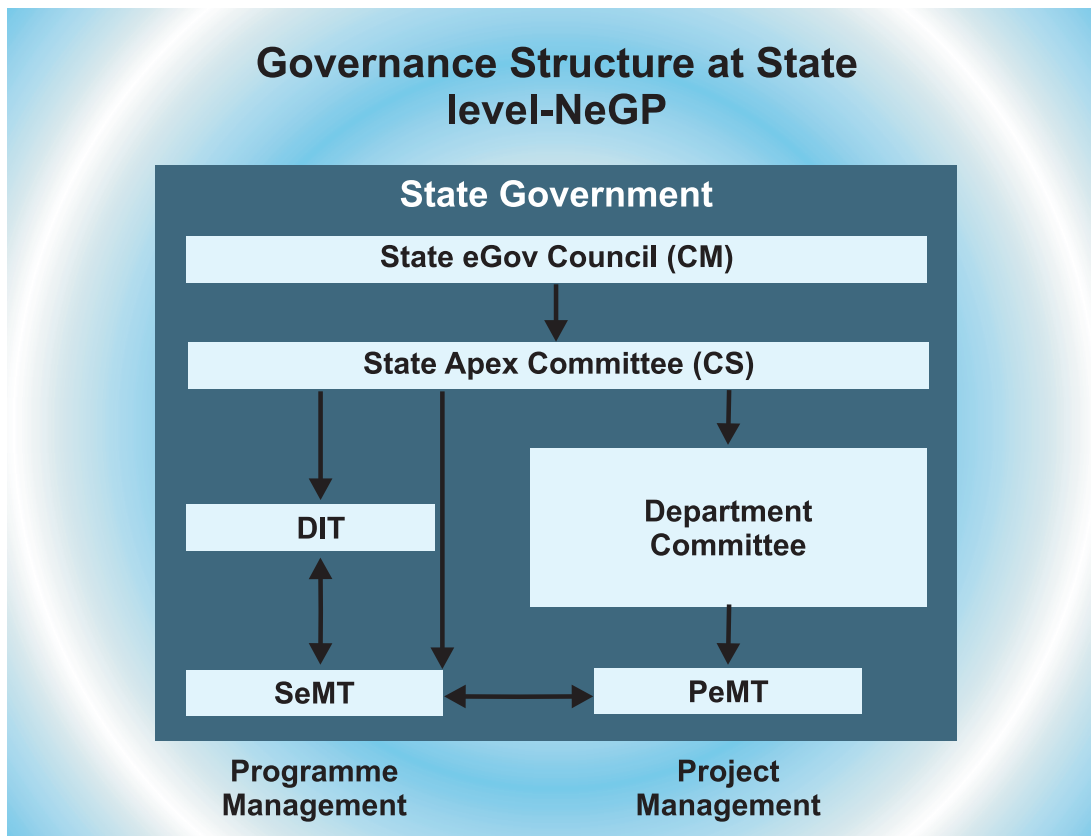 Governance Structure at State
level-NeGP
State Government
State eGov Council (CM)
State Apex Committee (CS)
DIT
Department
Committee
SeMT
PeMT
Programme
Management
Project
Management